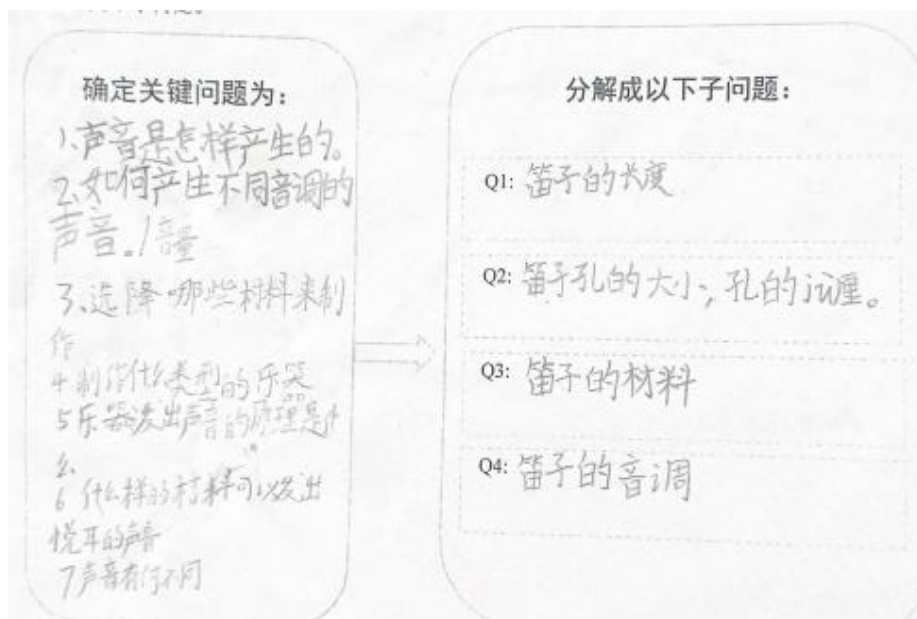 确定关键问题为：
1、声音是怎样产生的。
2、如何产生不同音调的
声音。/音量
3、选择哪些材料来制
作
4 制作什么类型的乐器
5 乐器发出声音的原理是什
么
6 什么样的材料可以发出
悦耳的声音
7 声音有何不同
分解成以下子问题：
Q1: 笛子的长度
Q2: 笛子孔的大小，孔的位置。
Q3: 笛子的材料
Q4: 笛子的音调